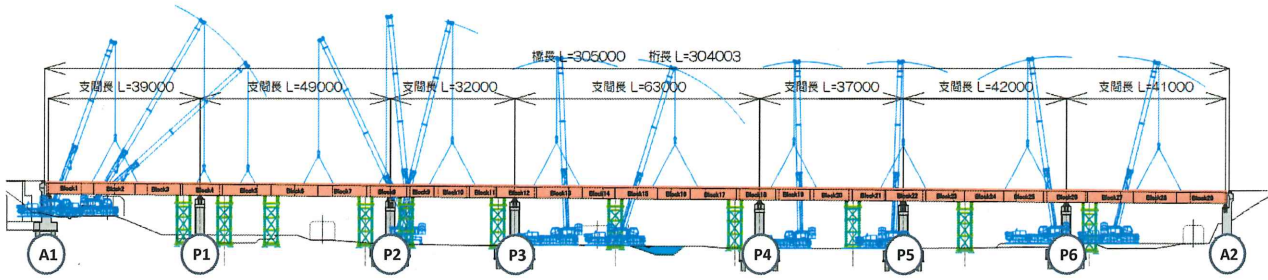 橋長 L=305000 桁長 L=304003
支間長 L=39000 支間長 L=49000 支間長 L=32000 支間長 L=63000 支間長 L=37000 支間長 L=42000 支間長 L=41000
Block1 Block2 Block3 Block4 Block5 Block6 Block7 Block8 Block9 Block10 Block11 Block12 Block13 Block14 Block15 Block16 Block17 Block18 Block19 Block20 Block21 Block22 Block23 Block24 Block25 Block26 Block27 Block28 Block29
A1 P1 P2 P3 P4 P5 P6 A2